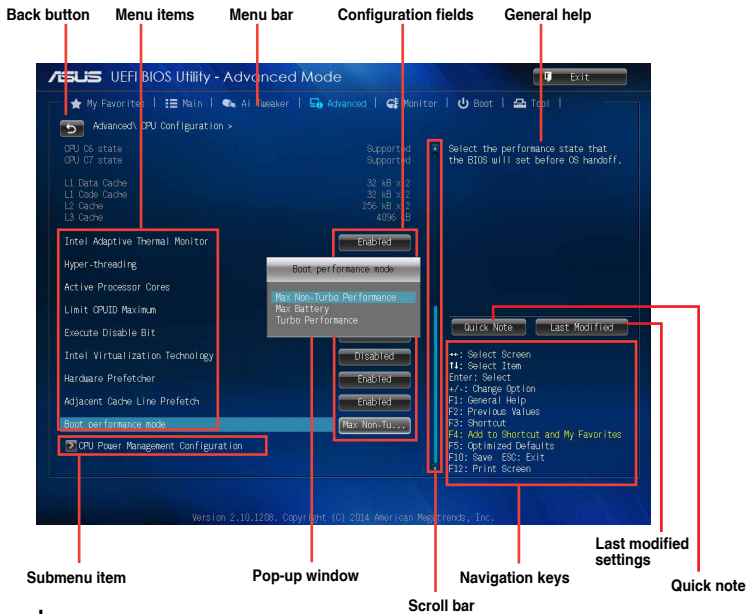 Back button Menu items Menu bar Configuration fields General help
ASUS UEFI BIOS Utility - Advanced Mode
Exit
My Favorites | Main | Ai Tweaker | Advanced | Monitor | Boot | Tool |
Advanced\ CPU Configuration >
CPU C6 state Supported
CPU C7 state Supported
Select the performance state that
the BIOS will set before OS handoff.
L1 Data Cache 32 kB x 2
L1 Code Cache 32 kB x 2
L2 Cache 256 kB x 2
L3 Cache 4096 kB
Intel Adaptive Thermal Monitor Enabled
Hyper-threading
Active Processor Cores
Limit CPUID Maximum
Execute Disable Bit
Boot performance mode
Max Non-Turbo Performance
Max Battery
Turbo Performance
Intel Virtualization Technology Disabled
Hardware Prefetcher Enabled
Adjacent Cache Line Prefetch Enabled
Boot performance mode Max Non-Tu...
CPU Power Management Configuration
Quick Note Last Modified
→←: Select Screen
↑↓: Select Item
Enter: Select
+/-: Change Option
F1: General Help
F2: Previous Values
F3: Shortcut
F4: Add to Shortcut and My Favorites
F5: Optimized Defaults
F10: Save ESC: Exit
F12: Print Screen
Version 2.10.1208. Copyright (C) 2014 American Megatrends, Inc.
Submenu item
Pop-up window
Scroll bar
Navigation keys
Last modified
settings
Quick note